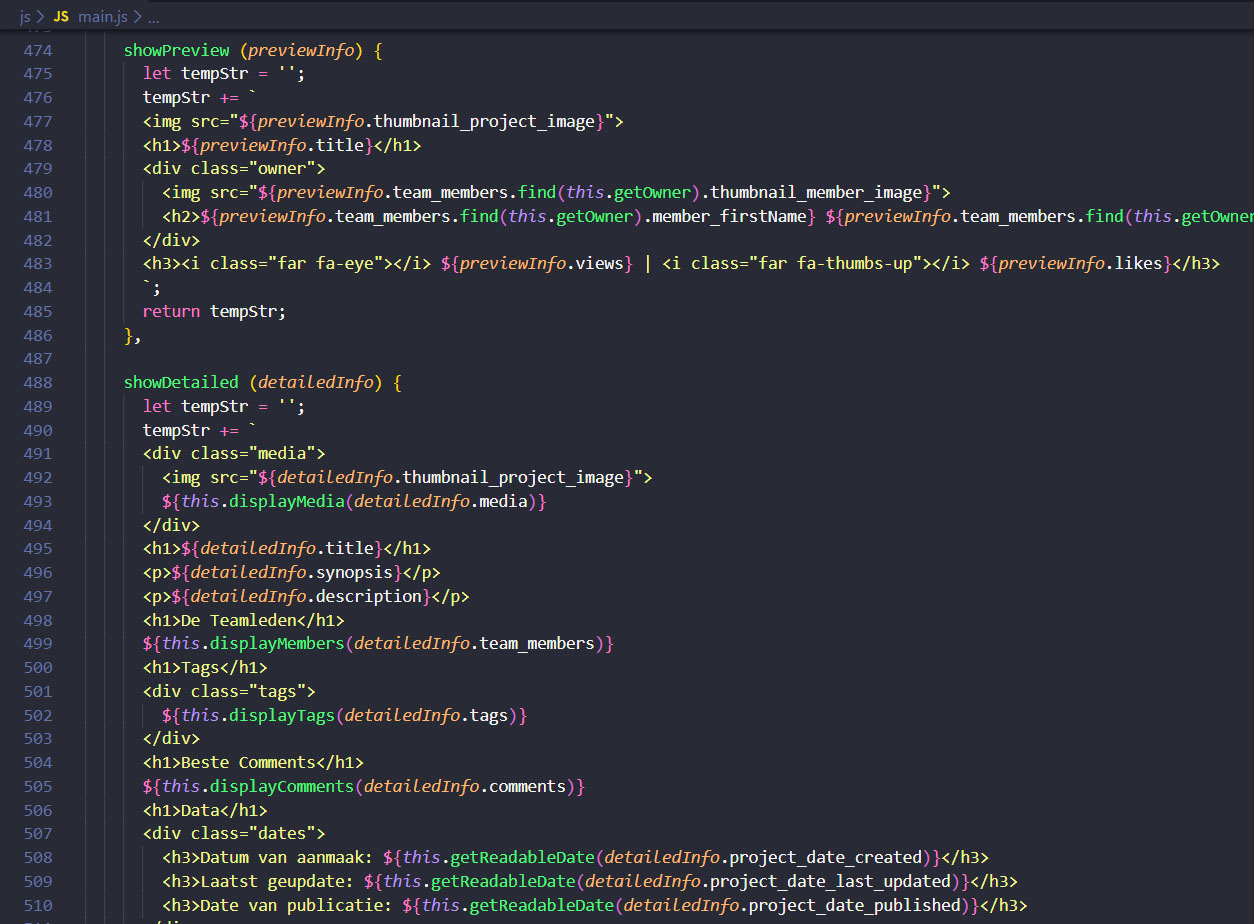 js > JS main.js > ...
474 showPreview (previewInfo) {
475 let tempStr = '';
476 tempStr += `
477 <img src="${previewInfo.thumbnail_project_image}">
478 <h1>${previewInfo.title}</h1>
479 <div class="owner">
480 <img src="${previewInfo.team_members.find(this.getOwner).thumbnail_member_image}">
481 <h2>${previewInfo.team_members.find(this.getOwner).member_firstName} ${previewInfo.team_members.find(this.getOwner
482 </div>
483 <h3><i class="far fa-eye"></i> ${previewInfo.views} | <i class="far fa-thumbs-up"></i> ${previewInfo.likes}</h3>
484 `;
485 return tempStr;
486 },
487
488 showDetailed (detailedInfo) {
489 let tempStr = '';
490 tempStr += `
491 <div class="media">
492 <img src="${detailedInfo.thumbnail_project_image}">
493 ${this.displayMedia(detailedInfo.media)}
494 </div>
495 <h1>${detailedInfo.title}</h1>
496 <p>${detailedInfo.synopsis}</p>
497 <p>${detailedInfo.description}</p>
498 <h1>De Teamleden</h1>
499 ${this.displayMembers(detailedInfo.team_members)}
500 <h1>Tags</h1>
501 <div class="tags">
502 ${this.displayTags(detailedInfo.tags)}
503 </div>
504 <h1>Beste Comments</h1>
505 ${this.displayComments(detailedInfo.comments)}
506 <h1>Data</h1>
507 <div class="dates">
508 <h3>Datum van aanmaak: ${this.getReadableDate(detailedInfo.project_date_created)}</h3>
509 <h3>Laatst geupdate: ${this.getReadableDate(detailedInfo.project_date_last_updated)}</h3>
510 <h3>Date van publicatie: ${this.getReadableDate(detailedInfo.project_date_published)}</h3>